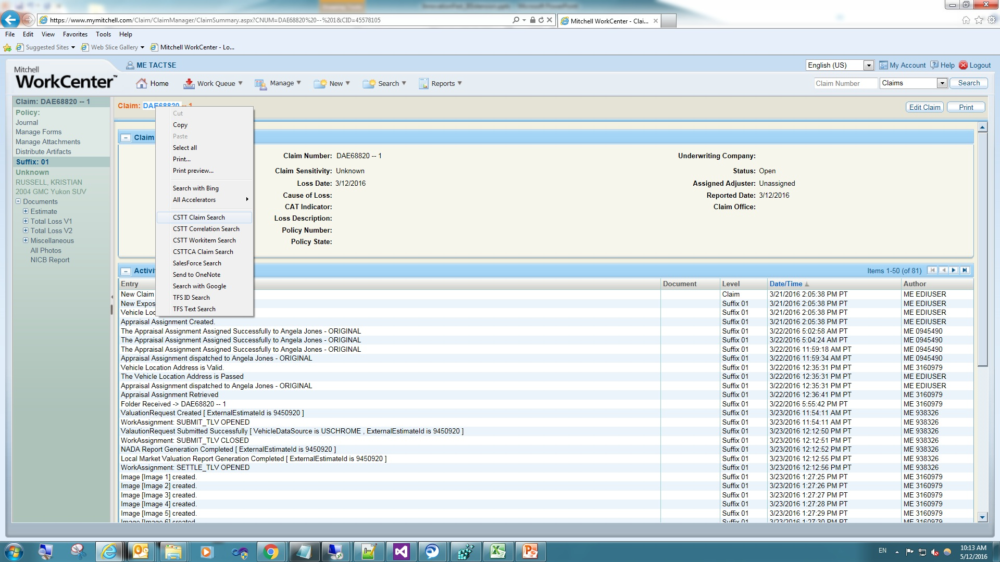 https://www.mymitchell.com/Claim/ClaimManager/ClaimSummary.aspx?CNUM=DAE68820%20--%201&CID=45578105
Mitchell WorkCenter - Clai...
File Edit View Favorites Tools Help
Suggested Sites Web Slice Gallery Mitchell WorkCenter - Lo...
Mitchell
WorkCenter™
ME TACTSE
English (US) My Account Help Logout
Home Work Queue Manage New Search Reports
Claim Number Claims Search
Claim: DAE68820 -- 1
Policy:
Journal
Manage Forms
Manage Attachments
Distribute Artifacts
Suffix: 01
Unknown
RUSSELL, KRISTIAN
2004 GMC Yukon SUV
Documents
Estimate
Total Loss V1
Total Loss V2
Miscellaneous
All Photos
NICB Report
Claim: DAE68820 -- 1
Edit Claim Print
Cut
Copy
Paste
Select all
Print...
Print preview...
Search with Bing
All Accelerators
CSTT Claim Search
CSTT Correlation Search
CSTT Workitem Search
CSTTCA Claim Search
SalesForce Search
Send to OneNote
Search with Google
TFS ID Search
TFS Text Search
Claim
Claim Number: DAE68820 -- 1 Underwriting Company:
Claim Sensitivity: Unknown Status: Open
Loss Date: 3/12/2016 Assigned Adjuster: Unassigned
Cause of Loss: Reported Date: 3/12/2016
CAT Indicator: Claim Office:
Loss Description:
Policy Number:
Policy State:
Activi Items 1-50 (of 81)
Entry Document Level Date/Time Author
New Claim Claim 3/21/2016 2:05:38 PM PT ME EDIUSER
New Expos Suffix 01 3/21/2016 2:05:38 PM PT ME EDIUSER
Vehicle Loc Suffix 01 3/21/2016 2:05:38 PM PT ME EDIUSER
Appraisal Assignment Created. Suffix 01 3/21/2016 2:05:38 PM PT ME EDIUSER
The Appraisal Assignment Assigned Successfully to Angela Jones - ORIGINAL Suffix 01 3/22/2016 5:02:58 AM PT ME 0945490
The Appraisal Assignment Assigned Successfully to Angela Jones - ORIGINAL Suffix 01 3/22/2016 5:04:24 AM PT ME 0945490
The Appraisal Assignment Assigned Successfully to Angela Jones - ORIGINAL Suffix 01 3/22/2016 11:59:18 AM PT ME 0945490
Appraisal Assignment dispatched to Angela Jones - ORIGINAL Suffix 01 3/22/2016 11:59:34 AM PT ME 0945490
Vehicle Location Address is Valid. Suffix 01 3/22/2016 12:35:31 PM PT ME 3160979
The Vehicle Location Address is Passed Suffix 01 3/22/2016 12:35:31 PM PT ME EDIUSER
Appraisal Assignment dispatched to Angela Jones - ORIGINAL Suffix 01 3/22/2016 12:35:31 PM PT ME EDIUSER
Appraisal Assignment Retrieved Suffix 01 3/22/2016 12:36:41 PM PT ME 3160979
Folder Received -> DAE68820 -- 1 Suffix 01 3/22/2016 5:55:42 PM PT ME 3160979
ValuationRequest Created [ ExternalEstimateId is 9450920 ] Suffix 01 3/23/2016 11:54:11 AM PT ME 938326
WorkAssignment: SUBMIT_TLV OPENED Suffix 01 3/23/2016 11:54:11 AM PT ME 938326
ValautionRequest Submitted Successfully [ VehicleDataSource is USCHROME , ExternalEstimateId is 9450920 ] Suffix 01 3/23/2016 12:12:50 PM PT ME 938326
WorkAssignment: SUBMIT_TLV CLOSED Suffix 01 3/23/2016 12:12:51 PM PT ME 938326
NADA Report Generation Completed [ ExternalEstimateId is 9450920 ] Suffix 01 3/23/2016 12:12:52 PM PT ME 938326
Local Market Valuation Report Generation Completed [ ExternalEstimateId is 9450920 ] Suffix 01 3/23/2016 12:12:55 PM PT ME 938326
WorkAssignment: SETTLE_TLV OPENED Suffix 01 3/23/2016 12:12:56 PM PT ME 938326
Image [Image 1] created. Suffix 01 3/23/2016 1:27:25 PM PT ME 3160979
Image [Image 2] created. Suffix 01 3/23/2016 1:27:26 PM PT ME 3160979
Image [Image 3] created. Suffix 01 3/23/2016 1:27:27 PM PT ME 3160979
Image [Image 4] created. Suffix 01 3/23/2016 1:27:28 PM PT ME 3160979
Image [Image 5] created. Suffix 01 3/23/2016 1:27:29 PM PT ME 3160979
Image [Image 6] created. Suffix 01 3/23/2016 1:27:30 PM PT ME 3160979
EN 10:13 AM
5/12/2016